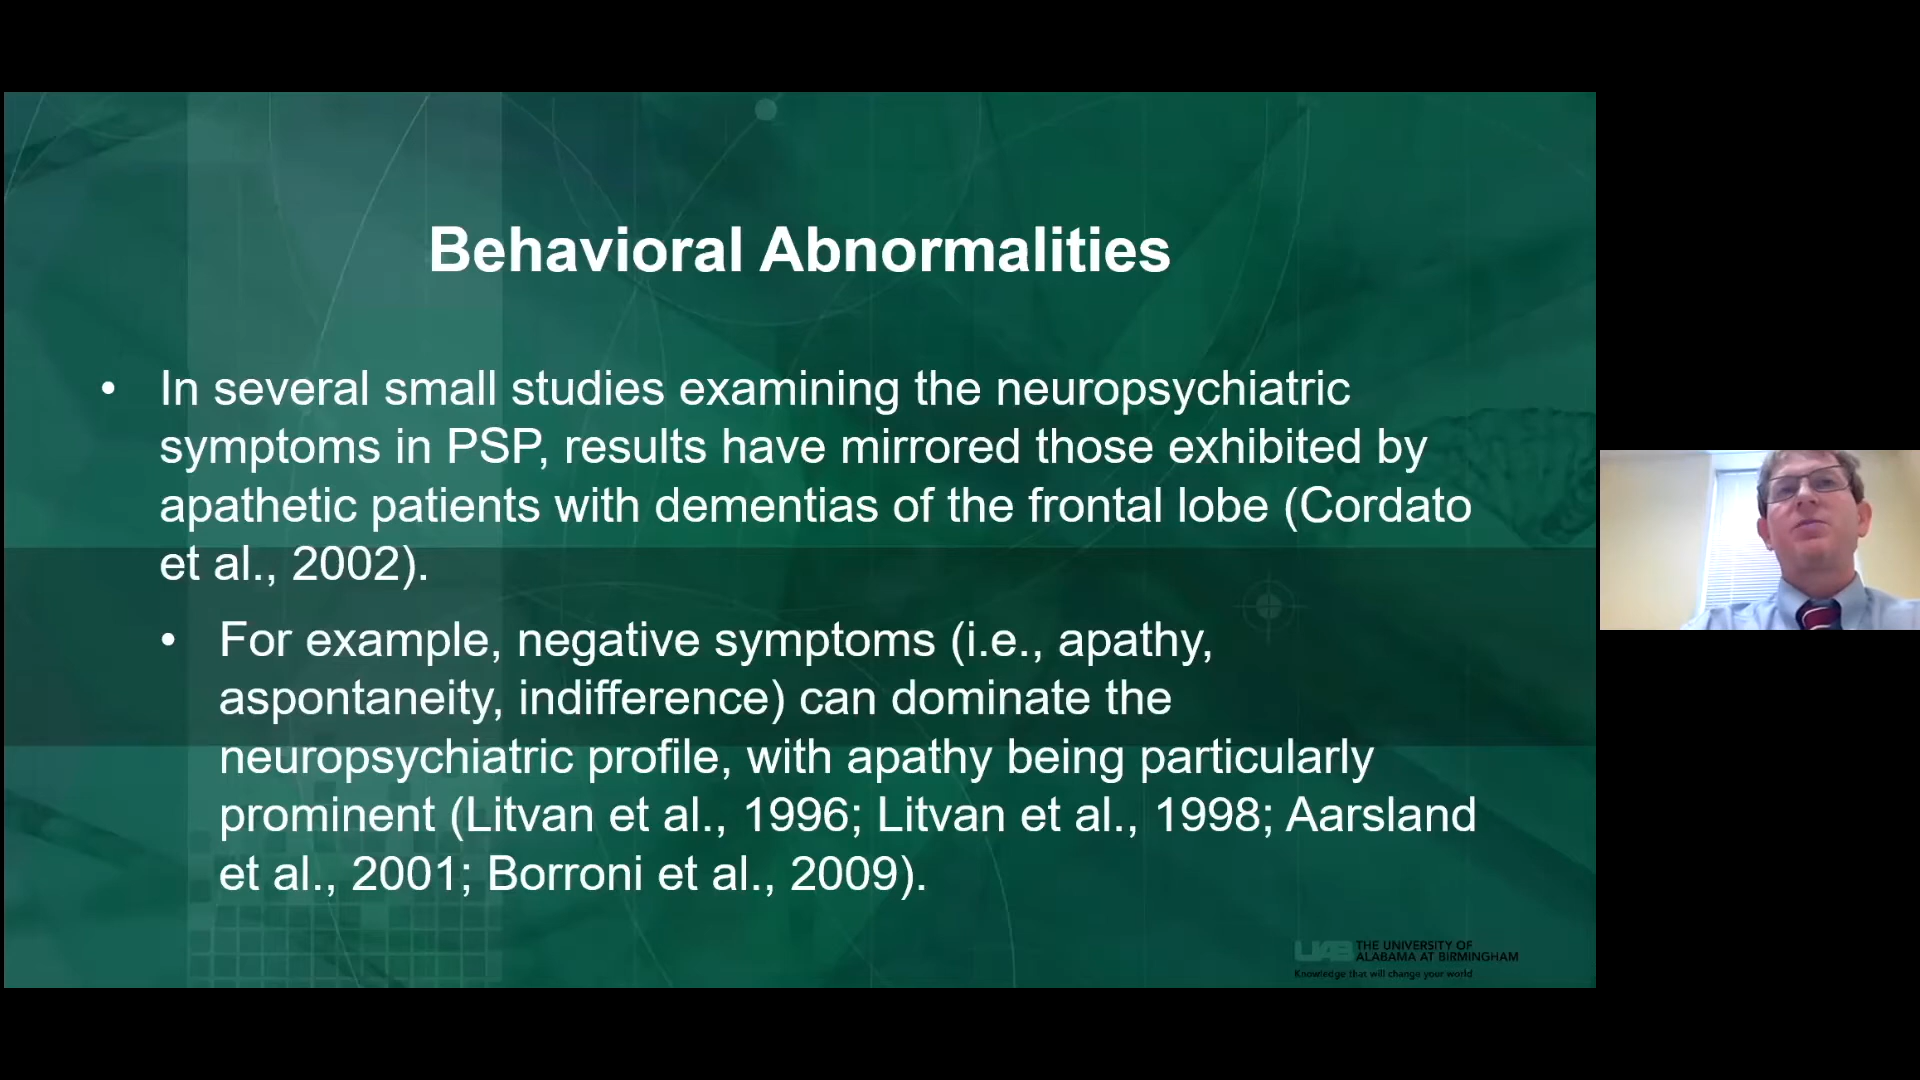 Behavioral Abnormalities
• In several small studies examining the neuropsychiatric
symptoms in PSP, results have mirrored those exhibited by
apathetic patients with dementias of the frontal lobe (Cordato
et al., 2002).
• For example, negative symptoms (i.e., apathy,
aspontaneity, indifference) can dominate the
neuropsychiatric profile, with apathy being particularly
prominent (Litvan et al., 1996; Litvan et al., 1998; Aarsland
et al., 2001; Borroni et al., 2009).
UAB THE UNIVERSITY OF
ALABAMA AT BIRMINGHAM
Knowledge that will change your world